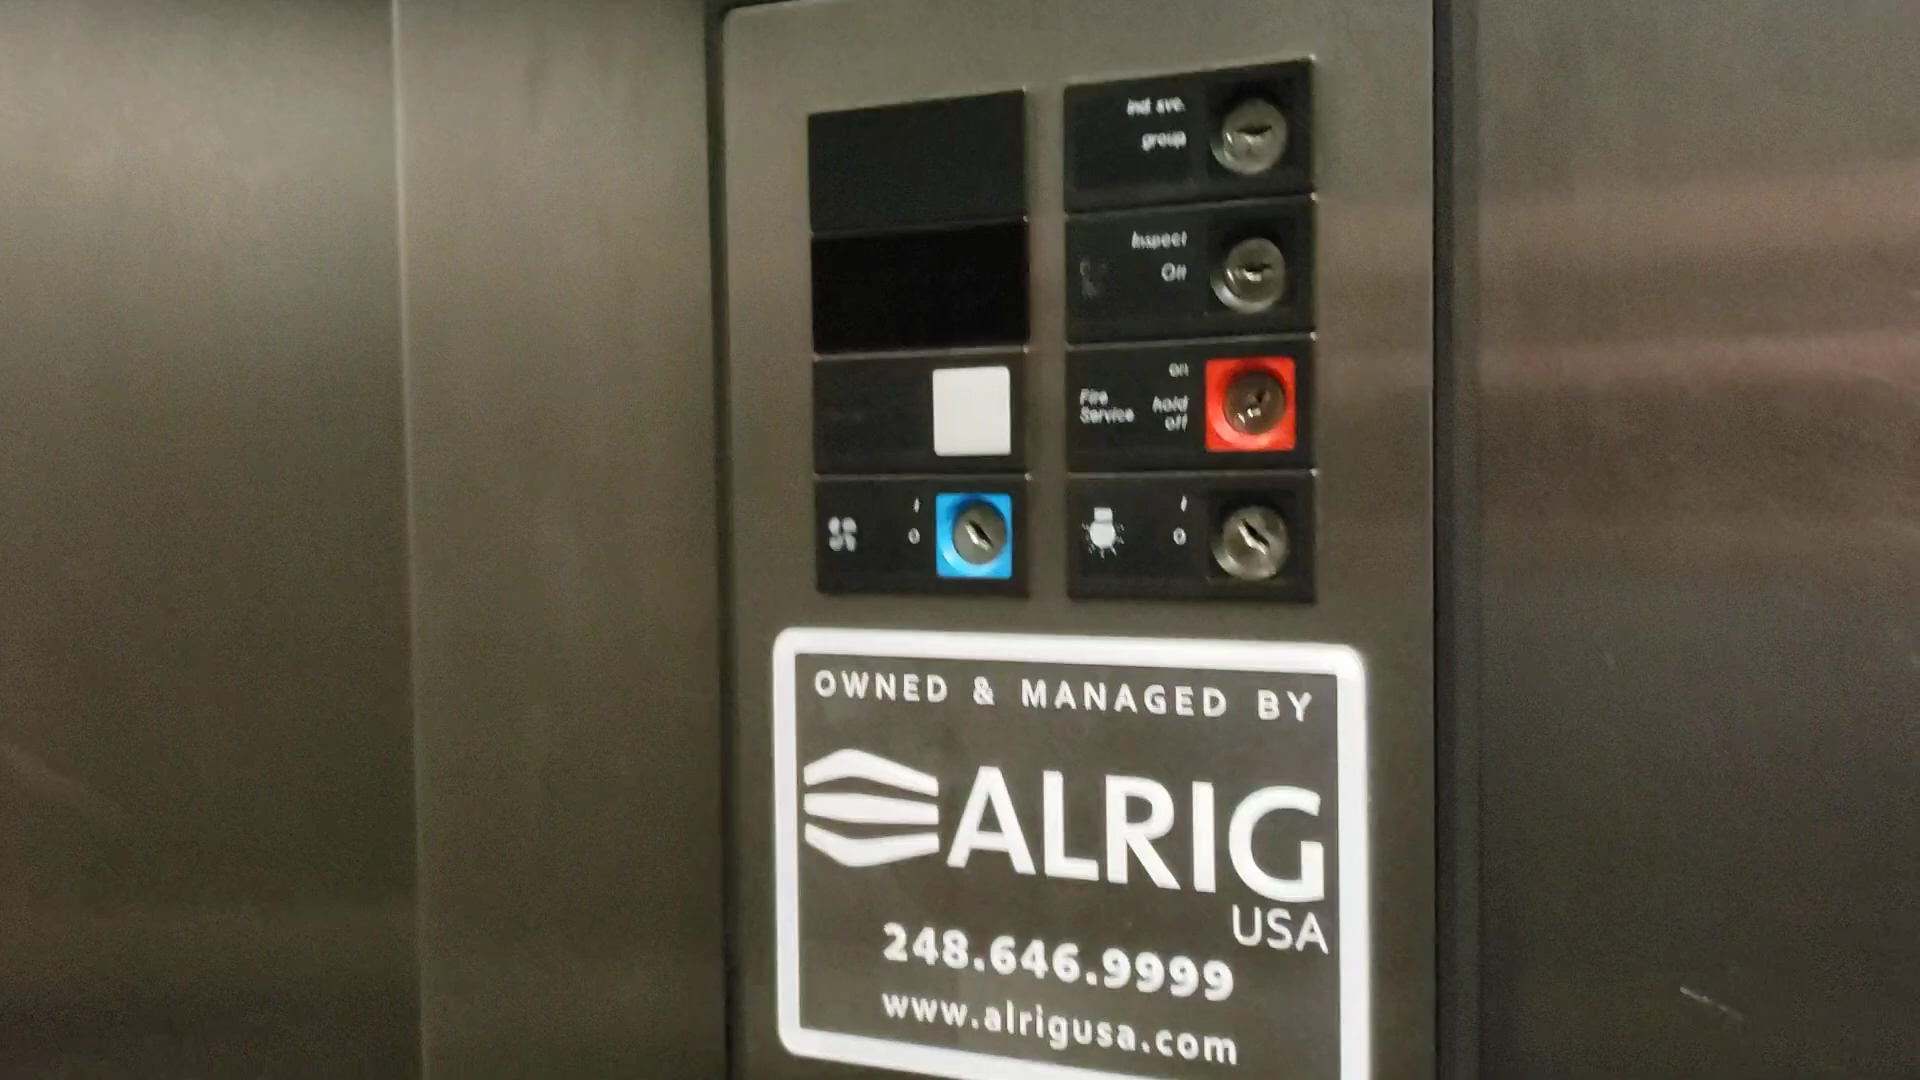 ind sve.
group
Inspect
Off
on
Fire
Service
hold
off
I
O
I
O
OWNED & MANAGED BY
ALRIG
USA
248.646.9999
www.alrigusa.com